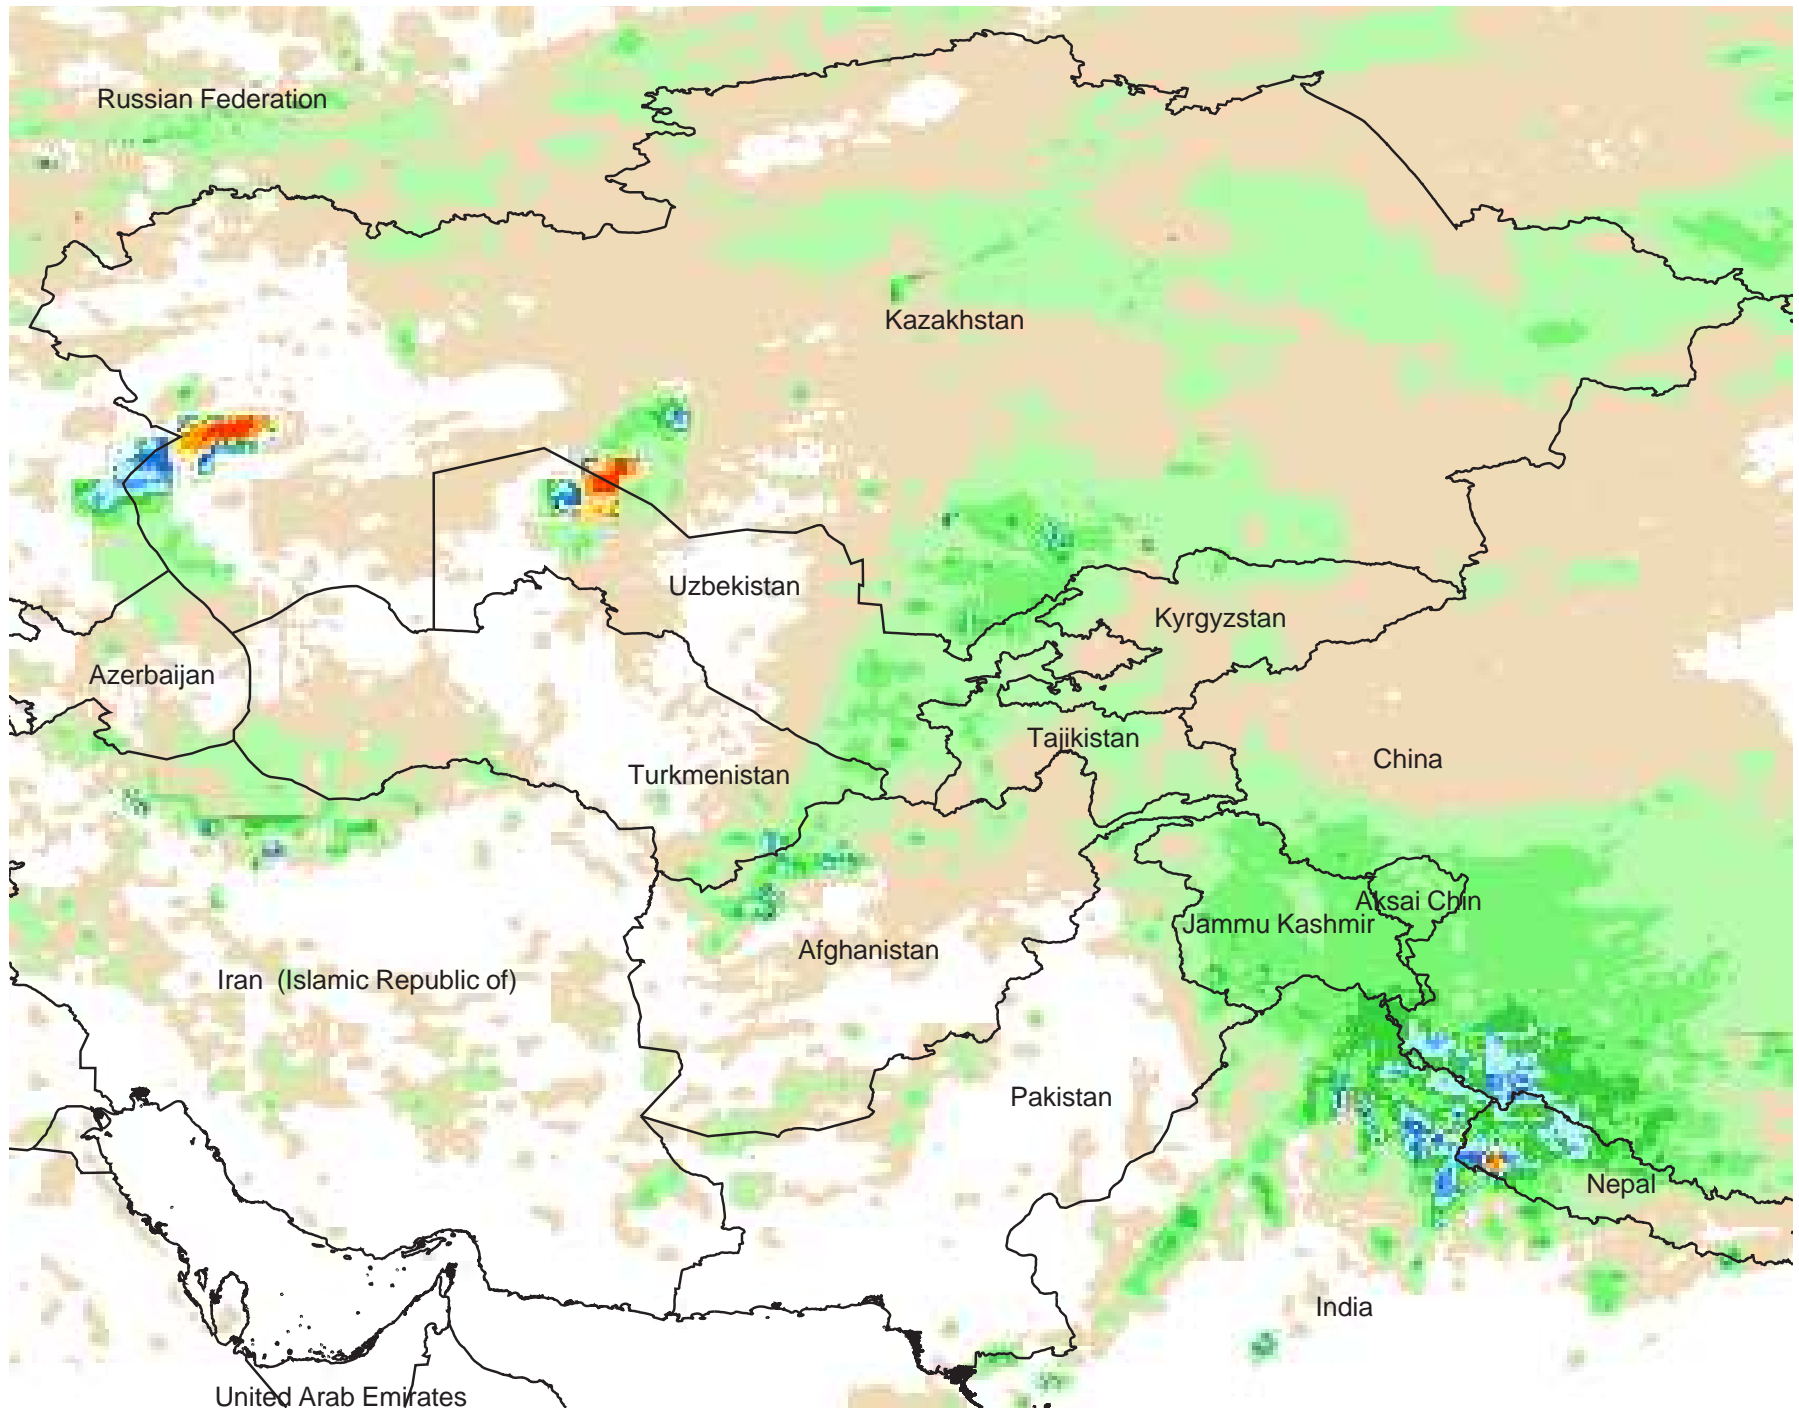 Russian Federation
Kazakhstan
Uzbekistan
Kyrgyzstan
Azerbaijan
Tajikistan
China
Turkmenistan
Aksai Chin
Jammu Kashmir
Afghanistan
Iran (Islamic Republic of)
Pakistan
Nepal
India
United Arab Emirates